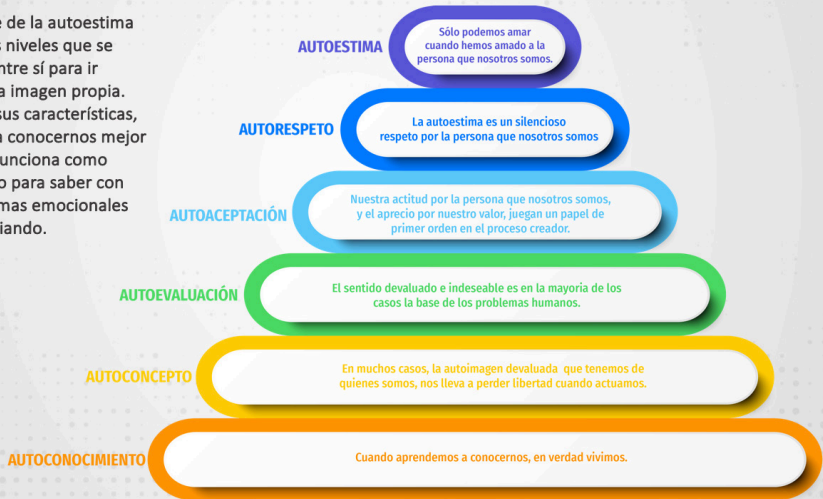 e de la autoestima
s niveles que se
ntre sí para ir
a imagen propia.
sus características,
a conocernos mejor
unciona como
o para saber con
mas emocionales
iando.
AUTOESTIMA
Sólo podemos amar
cuando hemos amado a la
persona que nosotros somos.
AUTORESPETO
La autoestima es un silencioso
respeto por la persona que nosotros somos
AUTOACEPTACIÓN
Nuestra actitud por la persona que nosotros somos,
y el aprecio por nuestro valor, juegan un papel de
primer orden en el proceso creador.
AUTOEVALUACIÓN
El sentido devaluado e indeseable es en la mayoria de los
casos la base de los problemas humanos.
AUTOCONCEPTO
En muchos casos, la autoimagen devaluada que tenemos de
quienes somos, nos lleva a perder libertad cuando actuamos.
AUTOCONOCIMIENTO
Cuando aprendemos a conocernos, en verdad vivimos.